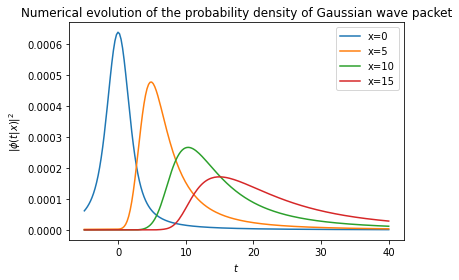 Numerical evolution of the probability density of Gaussian wave packet
x=0
x=5
x=10
x=15
0.0006
0.0005
0.0004
0.0003
0.0002
0.0001
0.0000
|ϕ(t|x)|²
0 10 20 30 40
t